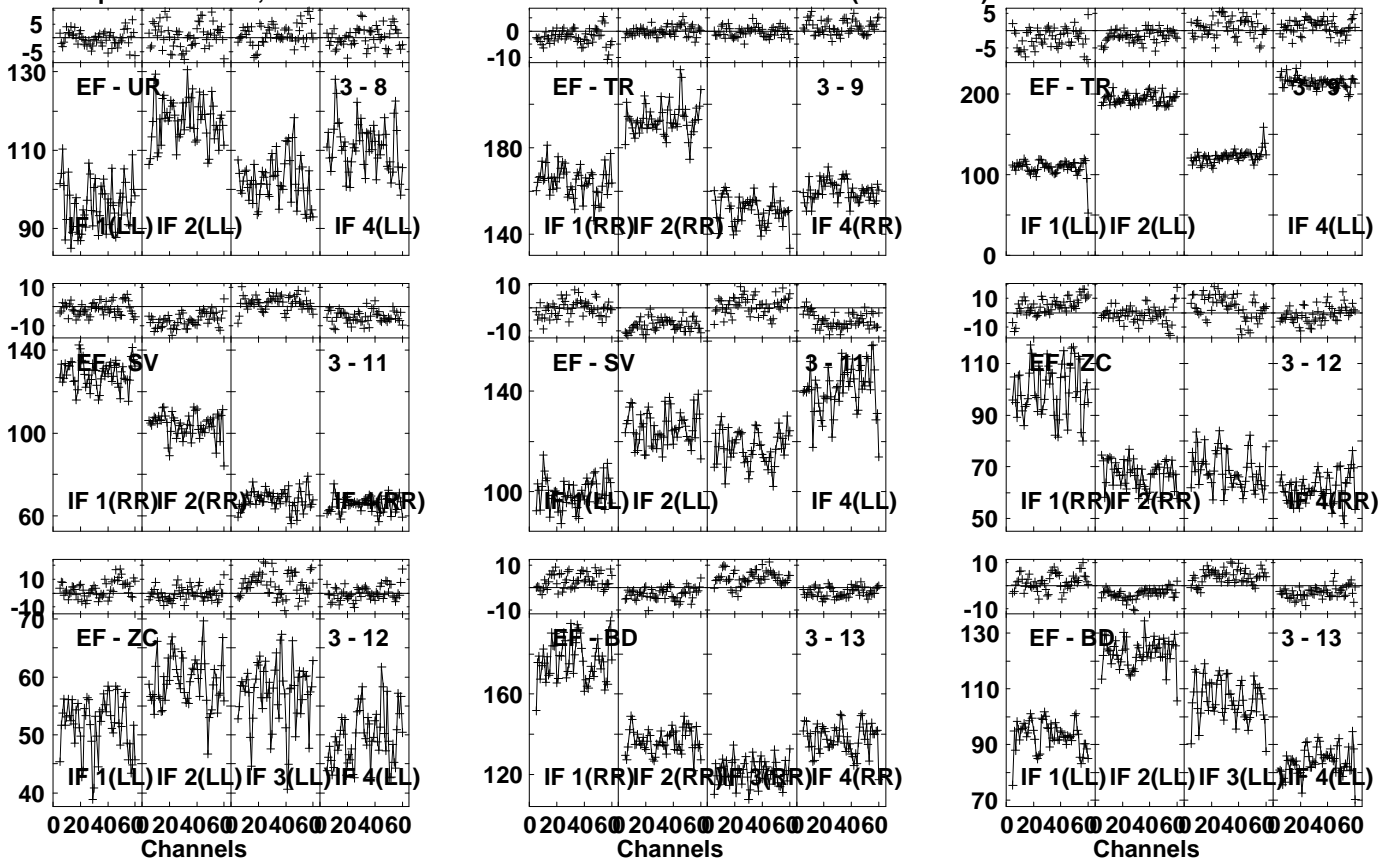 5
-5
130
110
90
EF - UR
3 - 8
IF 1(LL)
IF 2(LL)
IF 4(LL)
0
-10
180
140
EF - TR
3 - 9
IF 1(RR)
IF 2(RR)
IF 4(RR)
5
-5
200
100
0
EF - TR
3 - 9
IF 1(LL)
IF 2(LL)
IF 4(LL)
10
-10
140
100
60
EF - SV
3 - 11
IF 1(RR)
IF 2(RR)
IF 4(RR)
10
-10
140
100
EF - SV
3 - 11
IF 1(LL)
IF 2(LL)
IF 4(LL)
10
-10
110
90
70
50
EF - ZC
3 - 12
IF 1(RR)
IF 2(RR)
IF 4(RR)
10
-10
70
60
50
40
EF - ZC
3 - 12
IF 1(LL)
IF 2(LL)
IF 3(LL)
IF 4(LL)
0 20 40 60 0 20 40 60 0 20 40 60 0 20 40 60
Channels
10
-10
160
120
EF - BD
3 - 13
IF 1(RR)
IF 2(RR)
IF 3(RR)
IF 4(RR)
0 20 40 60 0 20 40 60 0 20 40 60 0 20 40 60
Channels
10
-10
130
110
90
70
EF - BD
3 - 13
IF 1(LL)
IF 2(LL)
IF 3(LL)
IF 4(LL)
0 20 40 60 0 20 40 60 0 20 40 60 0 20 40 60
Channels